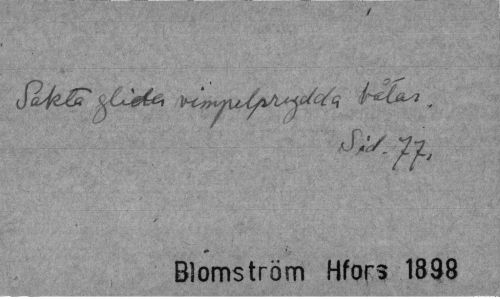 Sakta glida vimpelprydda båtar.
Sid. 77,
Blomström Hfors 1898